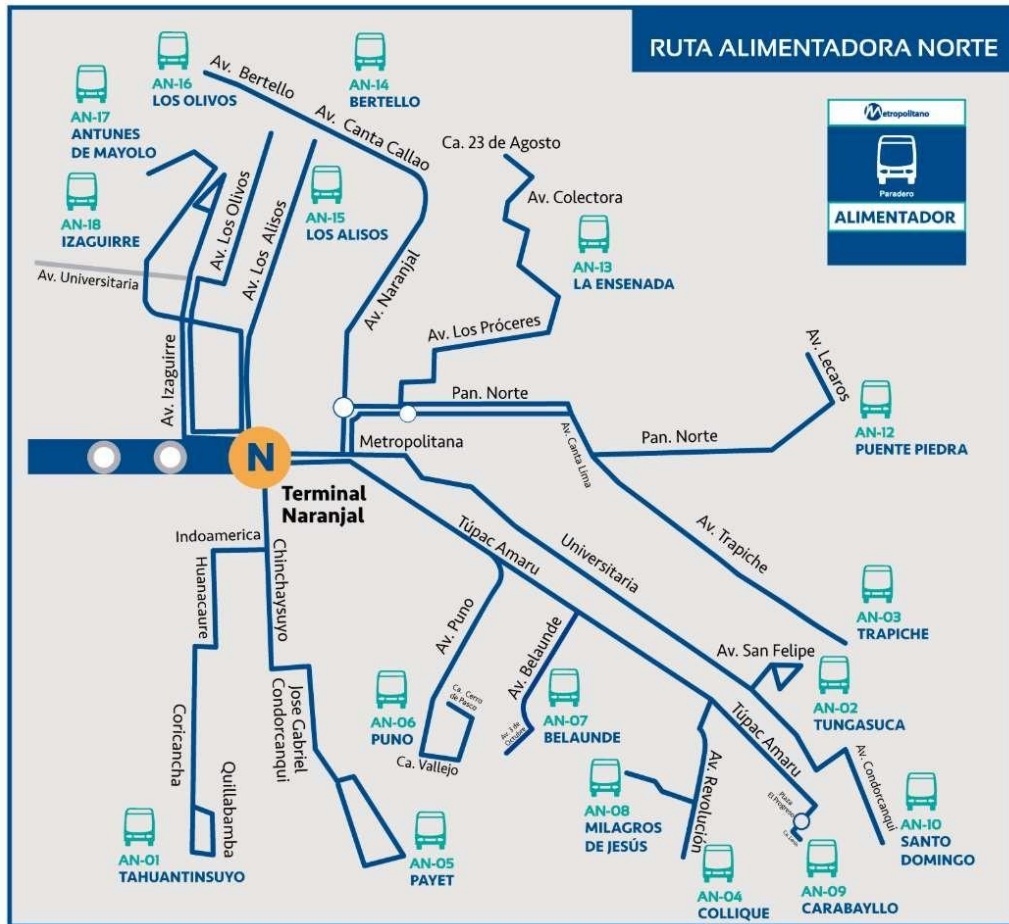 RUTA ALIMENTADORA NORTE
Metropolitano
Paradero
ALIMENTADOR
AN-16
LOS OLIVOS
AN-14
BERTELLO
AN-17
ANTUNES
DE MAYOLO
AN-18
IZAGUIRRE
AN-15
LOS ALISOS
Av. Bertello
Av. Canta Callao
Av. Los Olivos
Av. Los Alisos
Av. Universitaria
Av. Izaguirre
Av. Naranjal
Ca. 23 de Agosto
Av. Colectora
AN-13
LA ENSENADA
Av. Los Próceres
Pan. Norte
Av. Lecaros
Av. Canta Lima
Pan. Norte
AN-12
PUENTE PIEDRA
Metropolitana
N
Terminal
Naranjal
Av. Trapiche
AN-03
TRAPICHE
Túpac Amaru
Universitaria
Indoamerica
Huanacaure
Chinchaysuyo
Coricancha
Quillabamba
Jose Gabriel
Condorcanqui
AN-01
TAHUANTINSUYO
AN-05
PAYET
Av. Puno
AN-06
PUNO
Ca. Cerro
de Pasco
Ca. Vallejo
Av. Belaunde
Av. 3 de
Octubre
AN-07
BELAUNDE
Av. San Felipe
AN-02
TUNGASUCA
Túpac Amaru
Av. Condorcanqui
AN-08
MILAGROS
DE JESÚS
Av. Revolución
Plaza
El Progreso
AN-04
COLLIQUE
AN-09
CARABAYLLO
AN-10
SANTO
DOMINGO